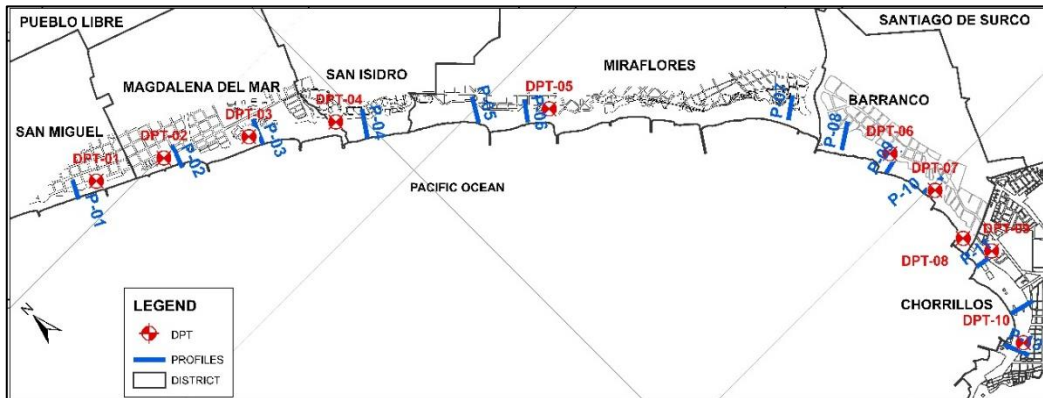 PUEBLO LIBRE
SANTIAGO DE SURCO
SAN ISIDRO
MIRAFLORES
MAGDALENA DEL MAR
BARRANCO
SAN MIGUEL
DPT-01
DPT-02
DPT-03
DPT-04
DPT-05
DPT-06
DPT-07
DPT-08
DPT-09
DPT-10
P-01
P-02
P-03
P-04
P-05
P-06
P-07
P-08
P-09
P-10
PACIFIC OCEAN
CHORRILLOS
N
LEGEND
DPT
PROFILES
DISTRICT